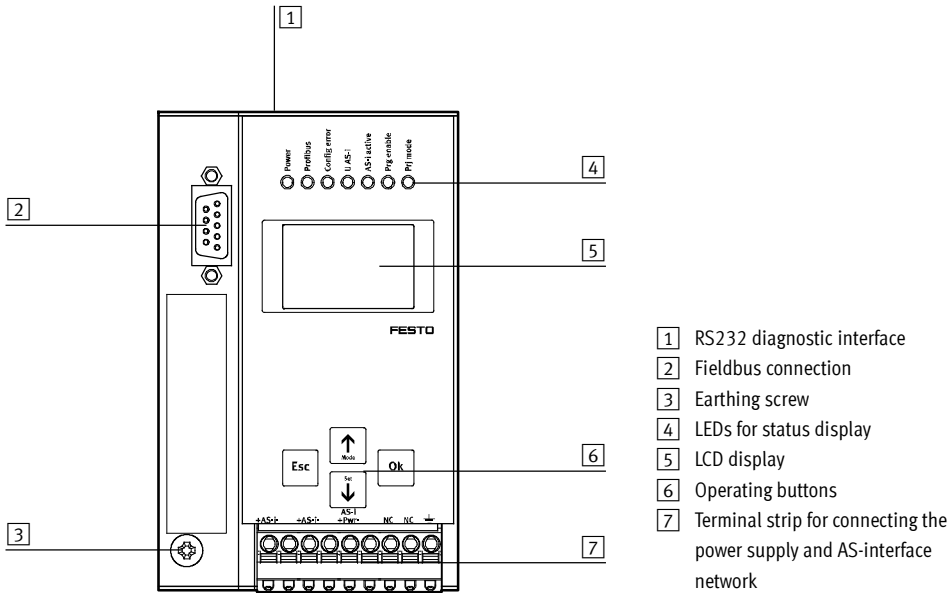 1
Power
Profibus
Config error
U AS-i
AS-i active
Prg enable
Prj mode
4
2
5
FESTO
1 RS232 diagnostic interface
2 Fieldbus connection
3 Earthing screw
4 LEDs for status display
5 LCD display
6 Operating buttons
7 Terminal strip for connecting the
power supply and AS-interface
network
Mode
Esc
Ok
6
Set
AS-i
+AS-i- +AS-i- +Pwr- NC NC
3
7